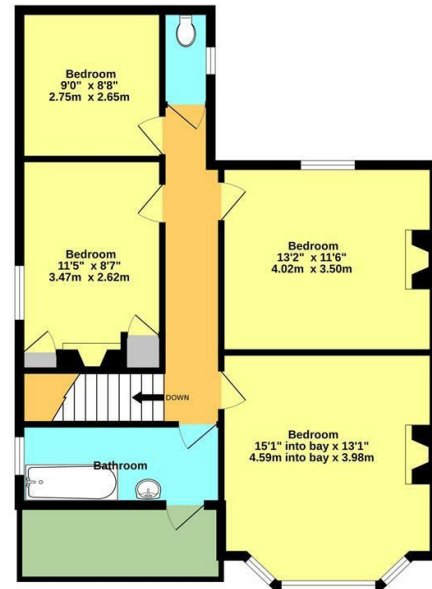 Bedroom
9'0" x 8'8"
2.75m x 2.65m
Bedroom
11'5" x 8'7"
3.47m x 2.62m
Bedroom
13'2" x 11'6"
4.02m x 3.50m
DOWN
Bedroom
15'1" into bay x 13'1"
4.59m into bay x 3.98m
Bathroom